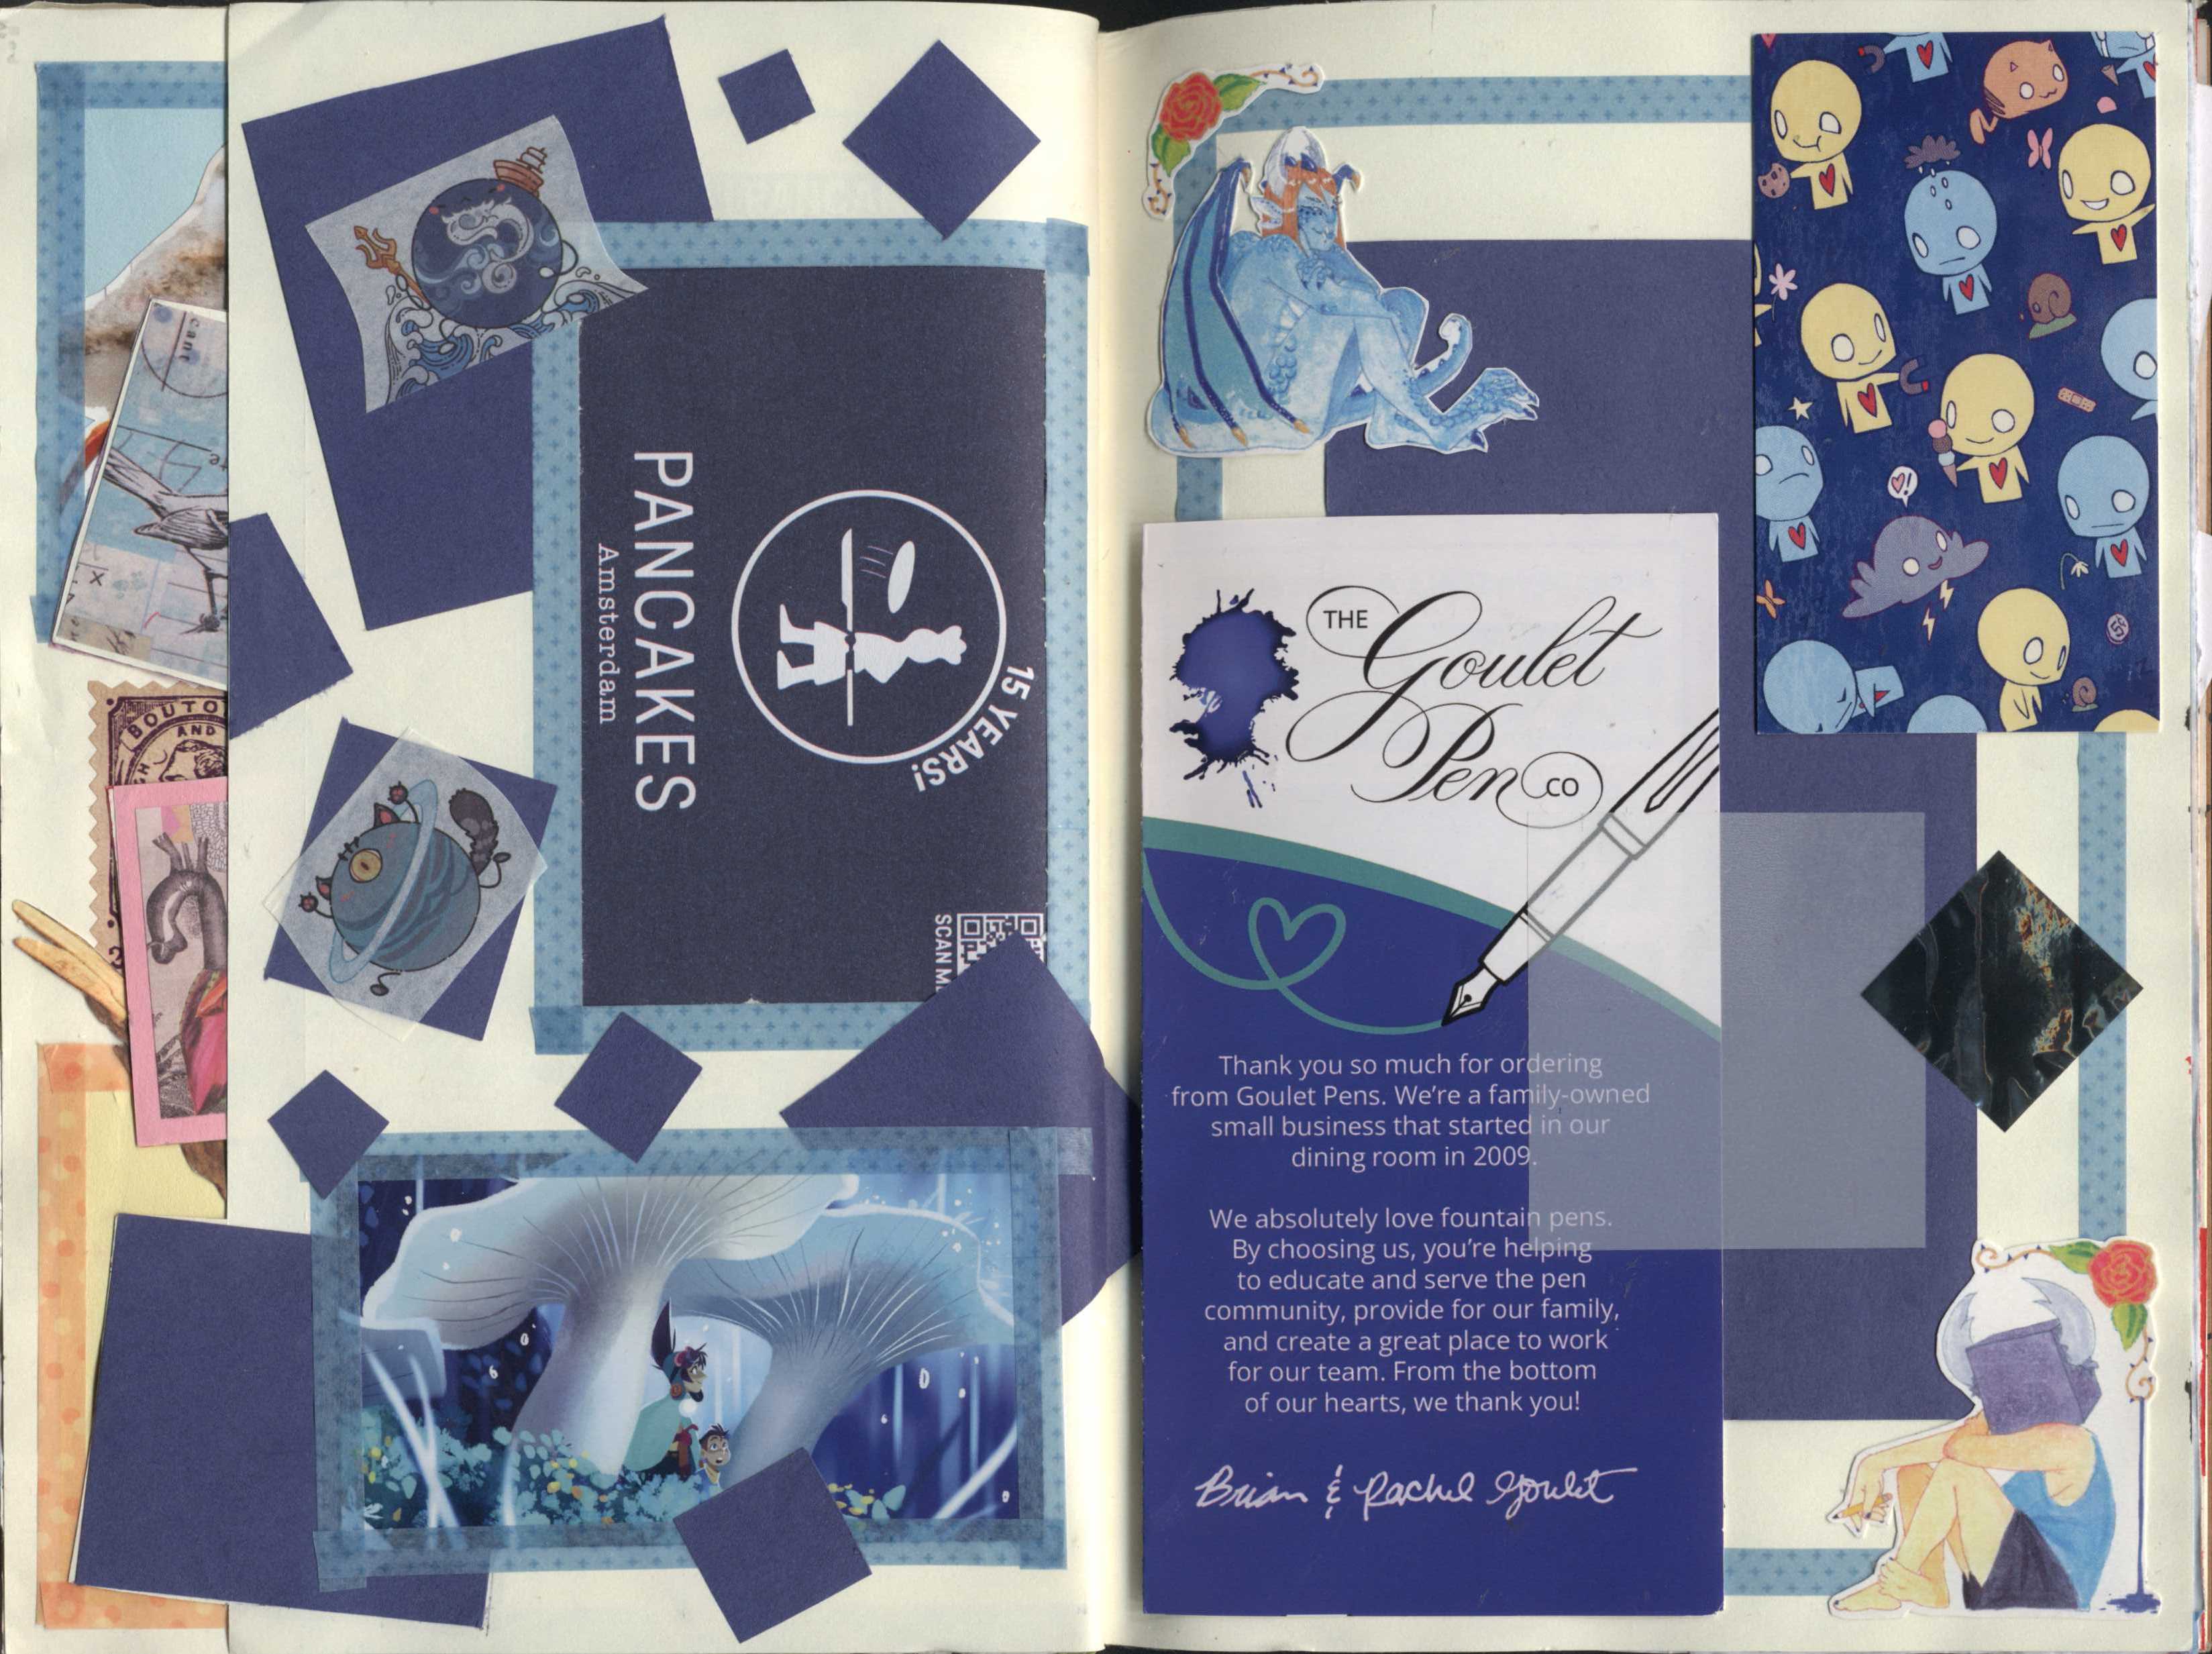 cant
BOUTO
AND
PANCAKES
Amsterdam
15 YEARS!
SCAN M
THE
Goulet
Pen CO
Thank you so much for ordering
from Goulet Pens. We're a family-owned
small business that started in our
dining room in 2009.
We absolutely love fountain pens.
By choosing us, you're helping
to educate and serve the pen
community, provide for our family,
and create a great place to work
for our team. From the bottom
of our hearts, we thank you!
Brian & Rachel Goulet